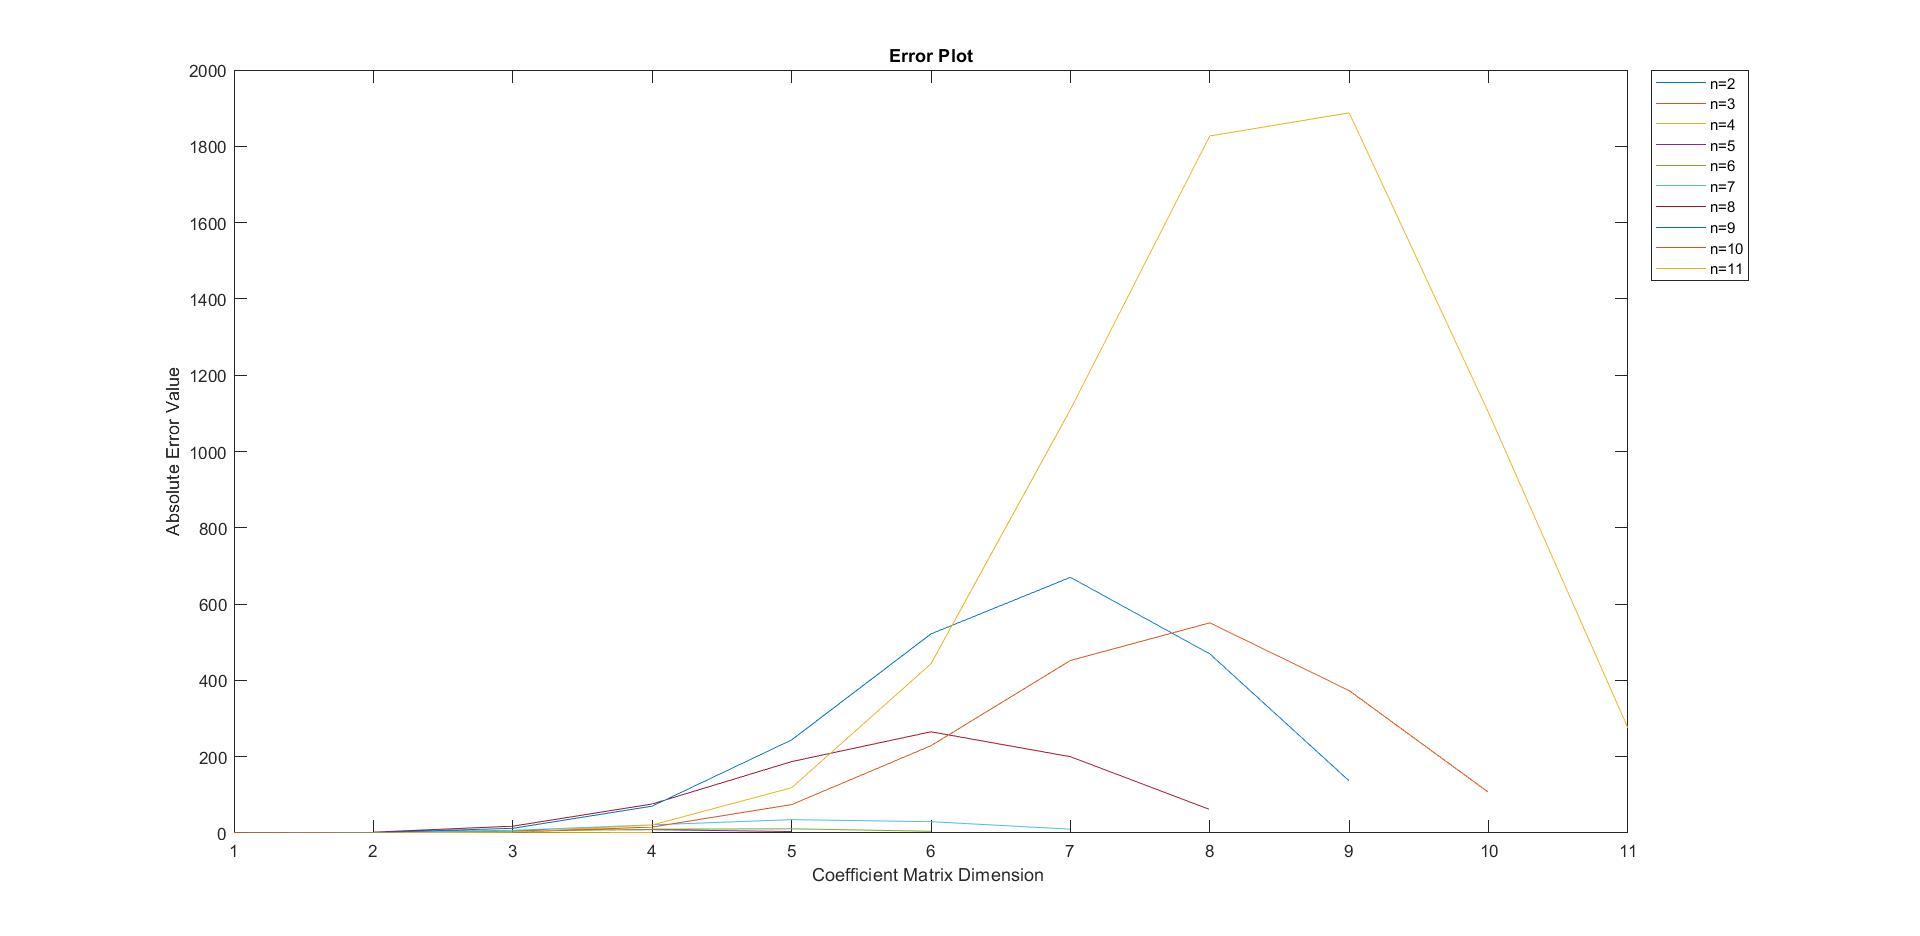 Error Plot
2000
1800
1600
1400
1200
1000
800
600
400
200
0
Absolute Error Value
1 2 3 4 5 6 7 8 9 10 11
Coefficient Matrix Dimension
n=2
n=3
n=4
n=5
n=6
n=7
n=8
n=9
n=10
n=11